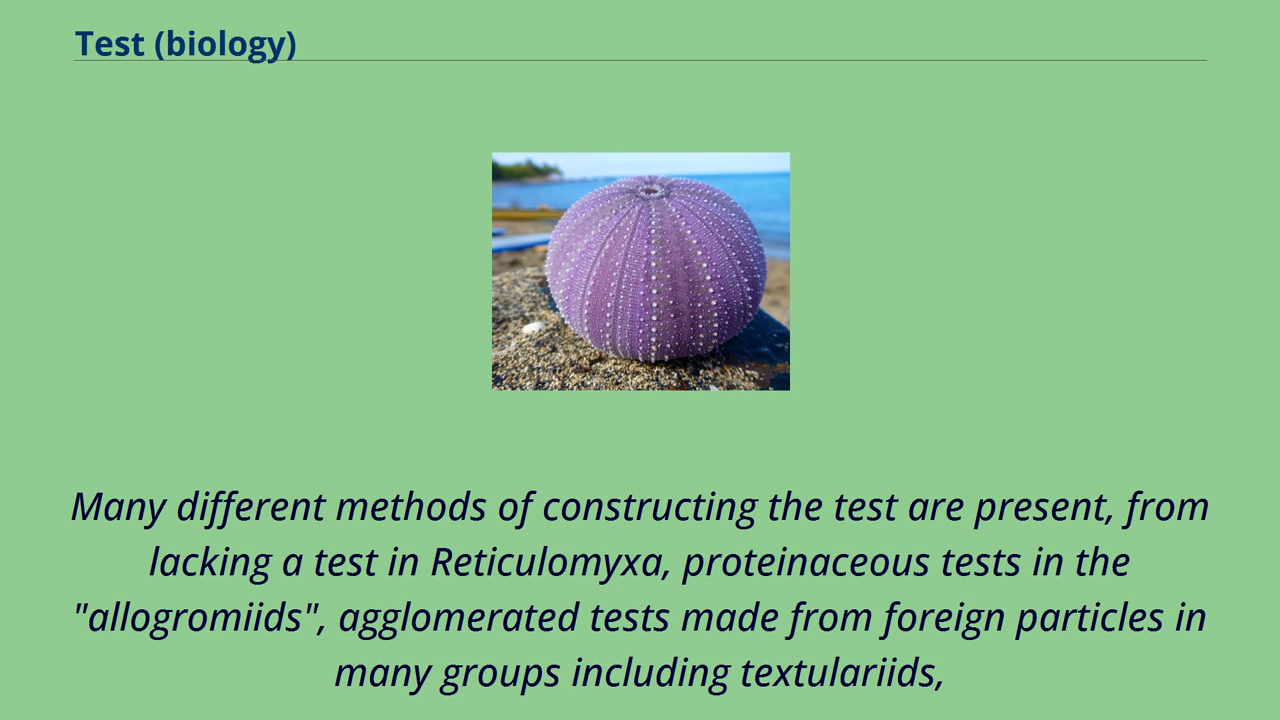 Test (biology)
Many different methods of constructing the test are present, from
lacking a test in Reticulomyxa, proteinaceous tests in the
"allogromiids", agglomerated tests made from foreign particles in
many groups including textulariids,